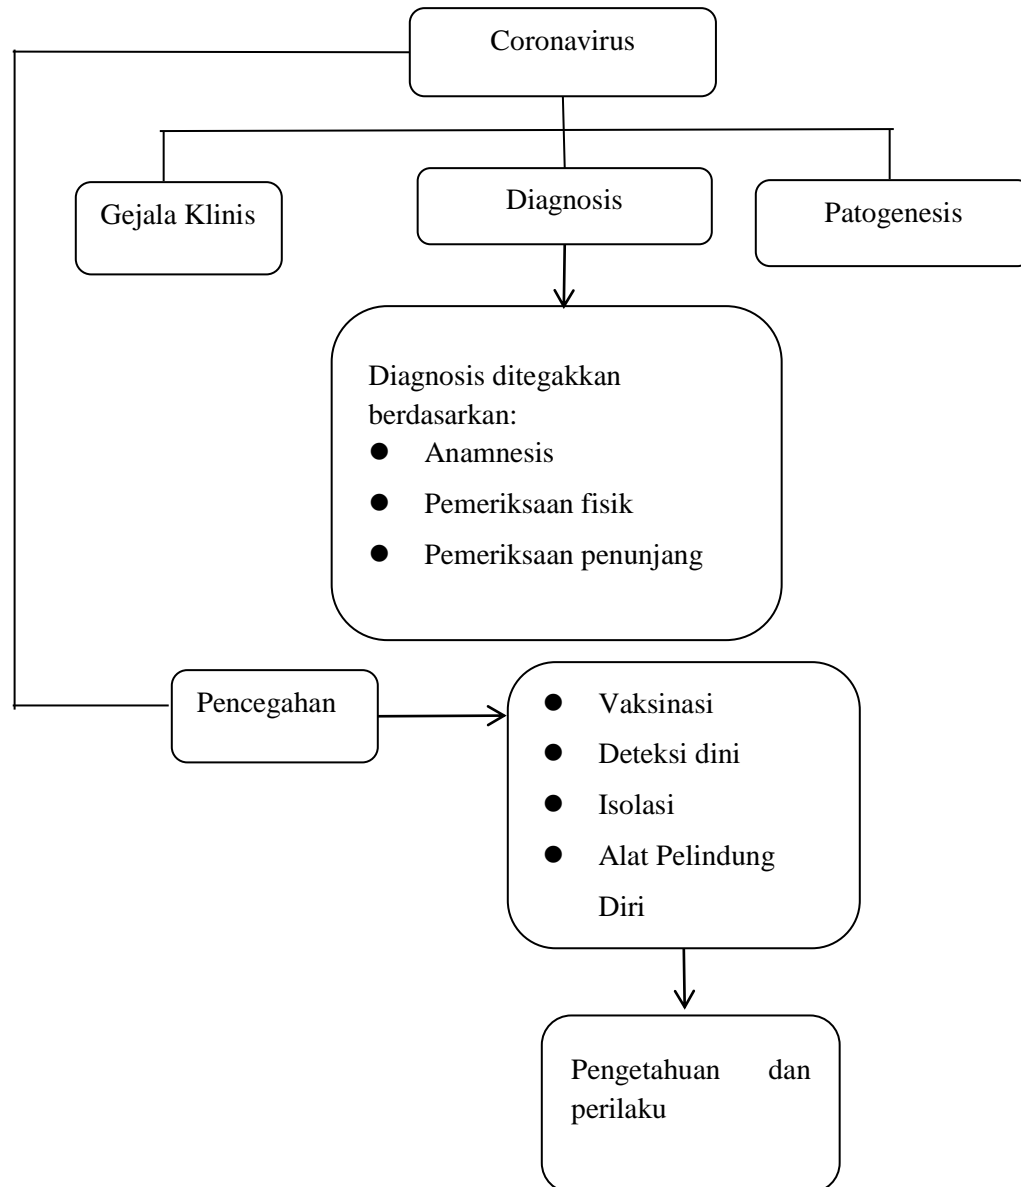 Coronavirus
Gejala Klinis
Diagnosis
Patogenesis
Diagnosis ditegakkan
berdasarkan:
● Anamnesis
● Pemeriksaan fisik
● Pemeriksaan penunjang
Pencegahan
● Vaksinasi
● Deteksi dini
● Isolasi
● Alat Pelindung
Diri
Pengetahuan dan
perilaku